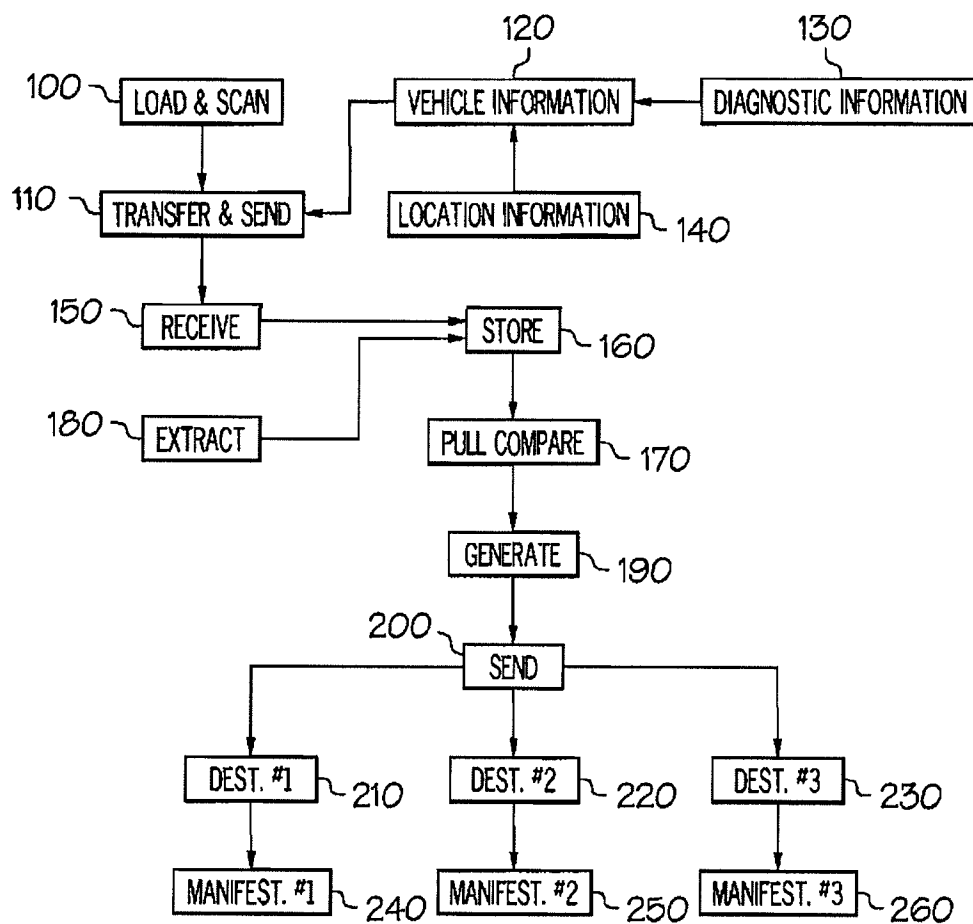 120
130
100
LOAD & SCAN
VEHICLE INFORMATION
DIAGNOSTIC INFORMATION
110
TRANSFER & SEND
LOCATION INFORMATION
140
150
RECEIVE
STORE
160
180
EXTRACT
PULL COMPARE
170
GENERATE
190
200
SEND
DEST. #1
210
DEST. #2
220
DEST. #3
230
MANIFEST. #1
240
MANIFEST. #2
250
MANIFEST. #3
260